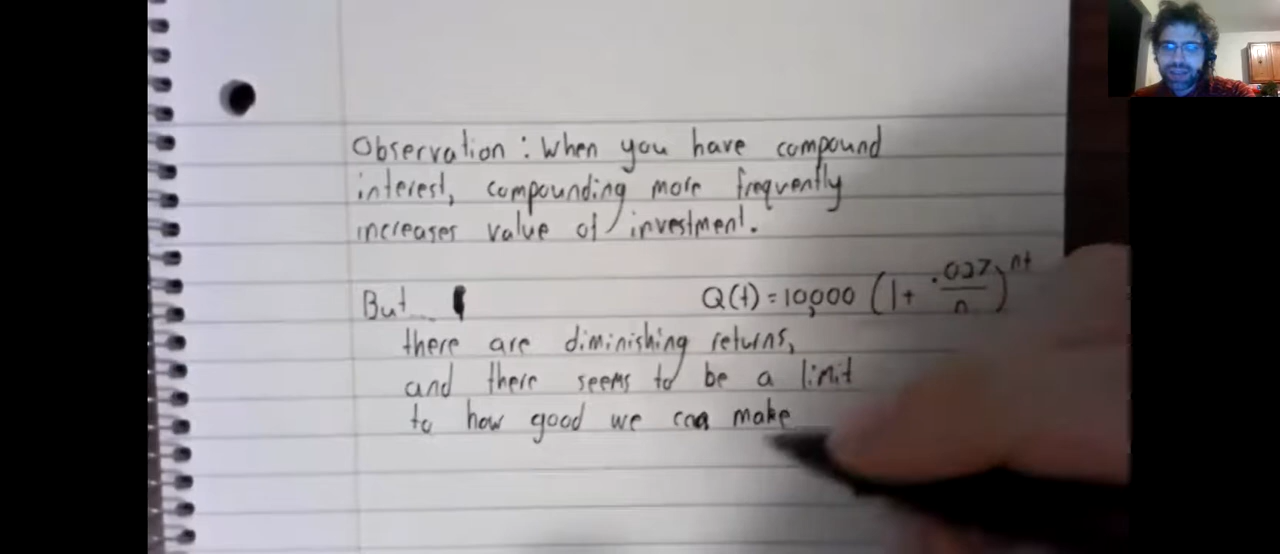 Observation: When you have compound
interest, compounding more frequently
increases value of investment.
But... Q(t) = 10,000 (1 + .027/n)^nt
there are diminishing returns,
and there seems to be a limit
to how good we can make